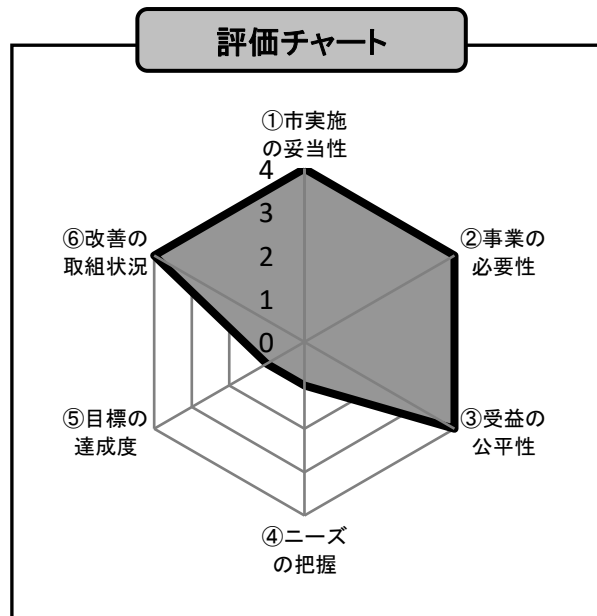 評価チャート
①市実施
の妥当性
4
3
2
1
0
②事業の
必要性
③受益の
公平性
④ニーズ
の把握
⑤目標の
達成度
⑥改善の
取組状況